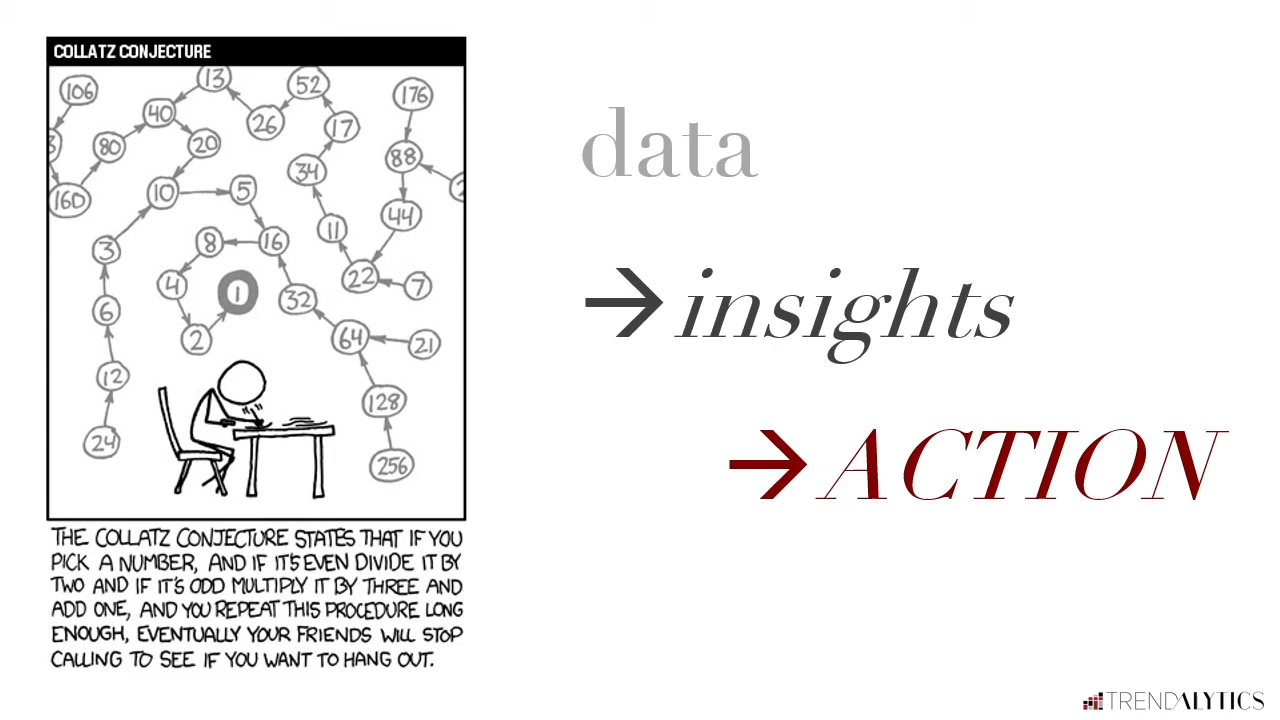 COLLATZ CONJECTURE
106
13
52
176
40
26
17
80
20
88
34
160
10
5
44
3
8
16
11
22
7
4
1
32
6
2
64
21
12
128
24
256
THE COLLATZ CONJECTURE STATES THAT IF YOU
PICK A NUMBER, AND IF IT'S EVEN DIVIDE IT BY
TWO AND IF IT'S ODD MULTIPLY IT BY THREE AND
ADD ONE, AND YOU REPEAT THIS PROCEDURE LONG
ENOUGH, EVENTUALLY YOUR FRIENDS WILL STOP
CALLING TO SEE IF YOU WANT TO HANG OUT.
data
→ insights
→ ACTION
TRENDALYTICS